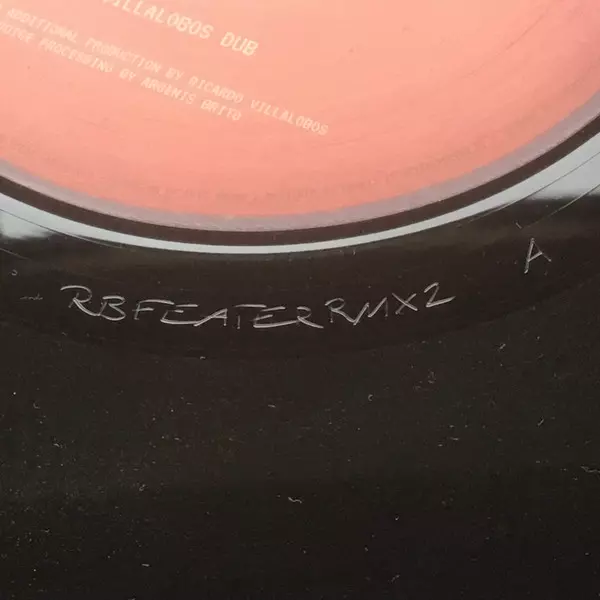 VILLALOBOS DUB
ADDITIONAL PRODUCTION BY RICARDO VILLALOBOS
PROCESSING BY ARGENIS BRITO
RBFEATERRMX2 A